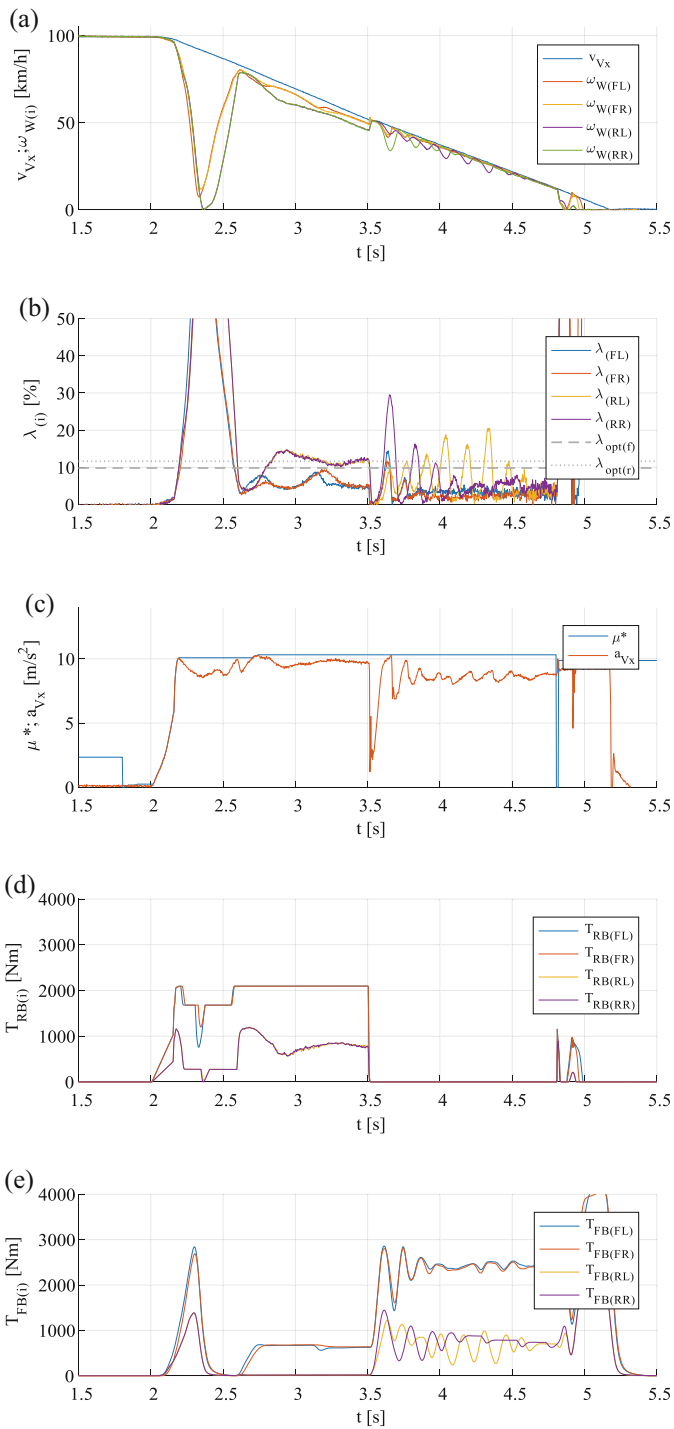 (a)
v_Vx;ω_W(i) [km/h]
100
50
0
v_Vx
ω_W(FL)
ω_W(FR)
ω_W(RL)
ω_W(RR)
1.5 2 2.5 3 3.5 4 4.5 5 5.5
t [s]
(b)
λ_(i) [%]
50
40
30
20
10
0
λ_(FL)
λ_(FR)
λ_(RL)
λ_(RR)
λ_opt(f)
λ_opt(r)
1.5 2 2.5 3 3.5 4 4.5 5 5.5
t [s]
(c)
μ*; a_Vx [m/s²]
10
5
0
μ*
a_Vx
1.5 2 2.5 3 3.5 4 4.5 5 5.5
t [s]
(d)
T_RB(i) [Nm]
4000
3000
2000
1000
0
T_RB(FL)
T_RB(FR)
T_RB(RL)
T_RB(RR)
1.5 2 2.5 3 3.5 4 4.5 5 5.5
t [s]
(e)
T_FB(i) [Nm]
4000
3000
2000
1000
0
T_FB(FL)
T_FB(FR)
T_FB(RL)
T_FB(RR)
1.5 2 2.5 3 3.5 4 4.5 5 5.5
t [s]